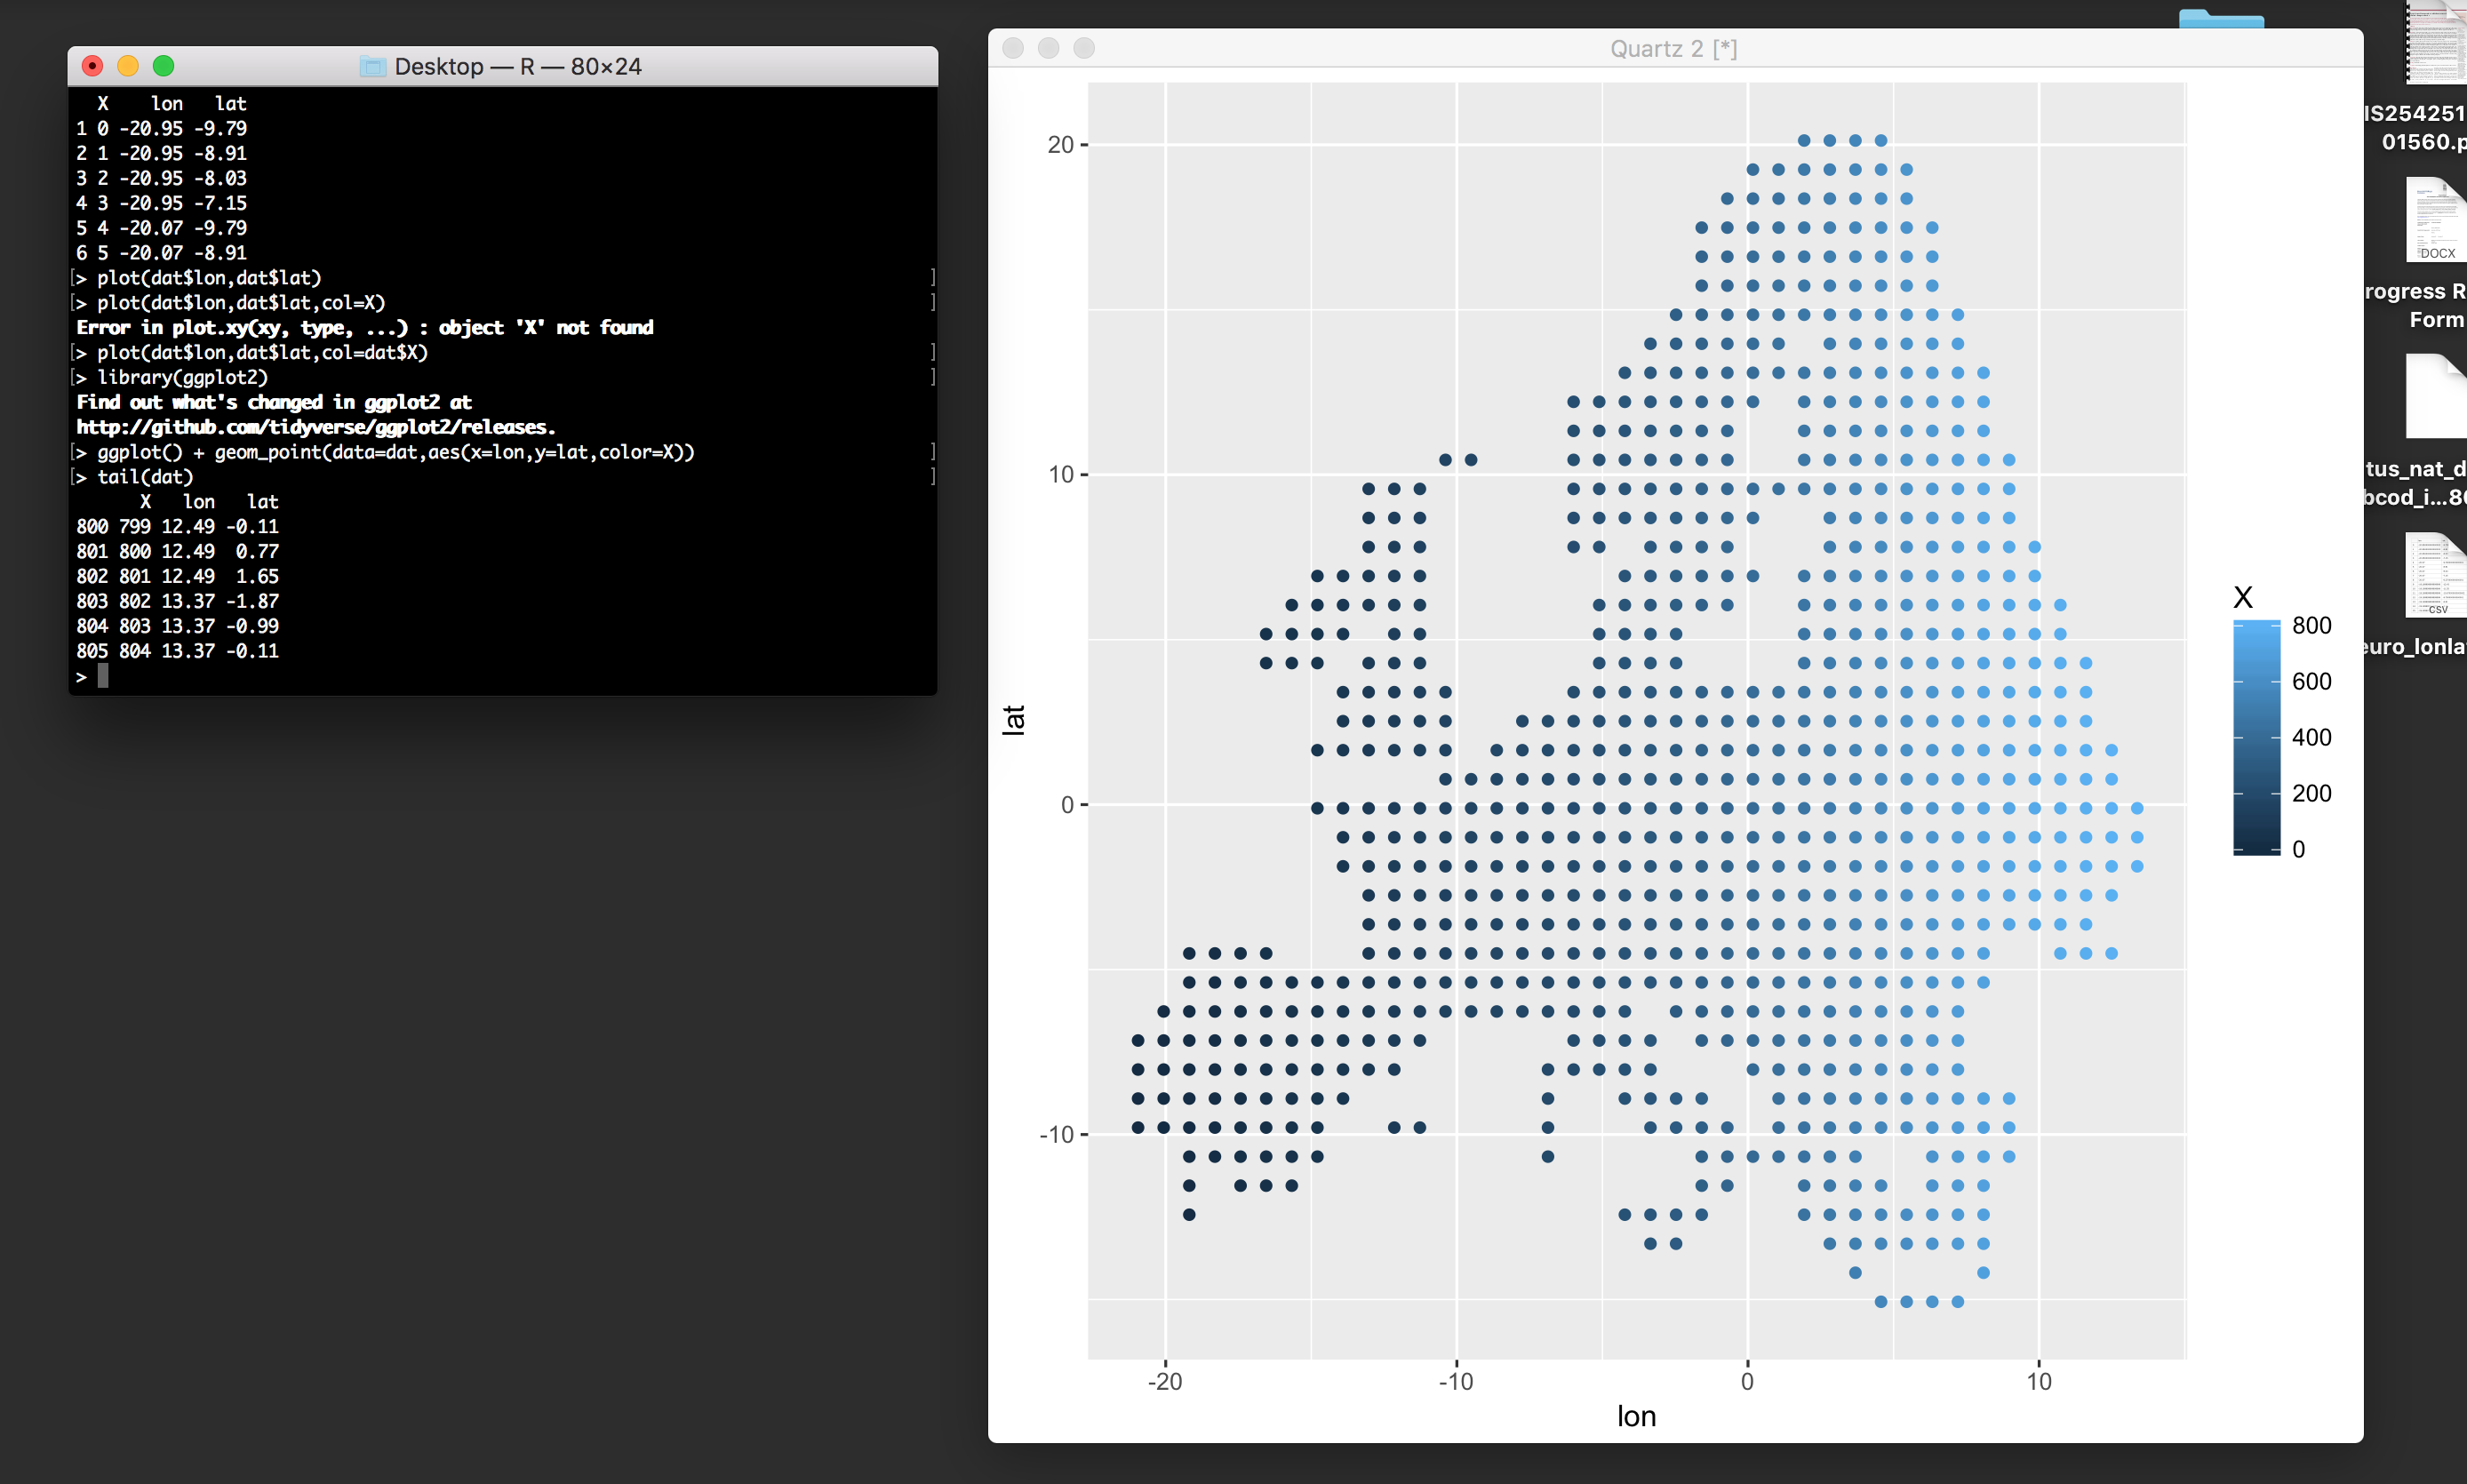 Desktop — R — 80×24
  X    lon   lat
1 0 -20.95 -9.79
2 1 -20.95 -8.91
3 2 -20.95 -8.03
4 3 -20.95 -7.15
5 4 -20.07 -9.79
6 5 -20.07 -8.91
[> plot(dat$lon,dat$lat) ]
[> plot(dat$lon,dat$lat,col=X) ]
Error in plot.xy(xy, type, ...) : object 'X' not found
[> plot(dat$lon,dat$lat,col=dat$X) ]
[> library(ggplot2) ]
Find out what's changed in ggplot2 at
http://github.com/tidyverse/ggplot2/releases.
[> ggplot() + geom_point(data=dat,aes(x=lon,y=lat,color=X)) ]
[> tail(dat) ]
      X   lon   lat
800 799 12.49 -0.11
801 800 12.49  0.77
802 801 12.49  1.65
803 802 13.37 -1.87
804 803 13.37 -0.99
805 804 13.37 -0.11
>
Quartz 2 [*]
20
10
0
-10
lat
-20
-10
0
10
lon
X
800
600
400
200
0
IS254251
01560.p
DOCX
rogress R
Form
tus_nat_d
bcod_i...8
CSV
euro_lonla